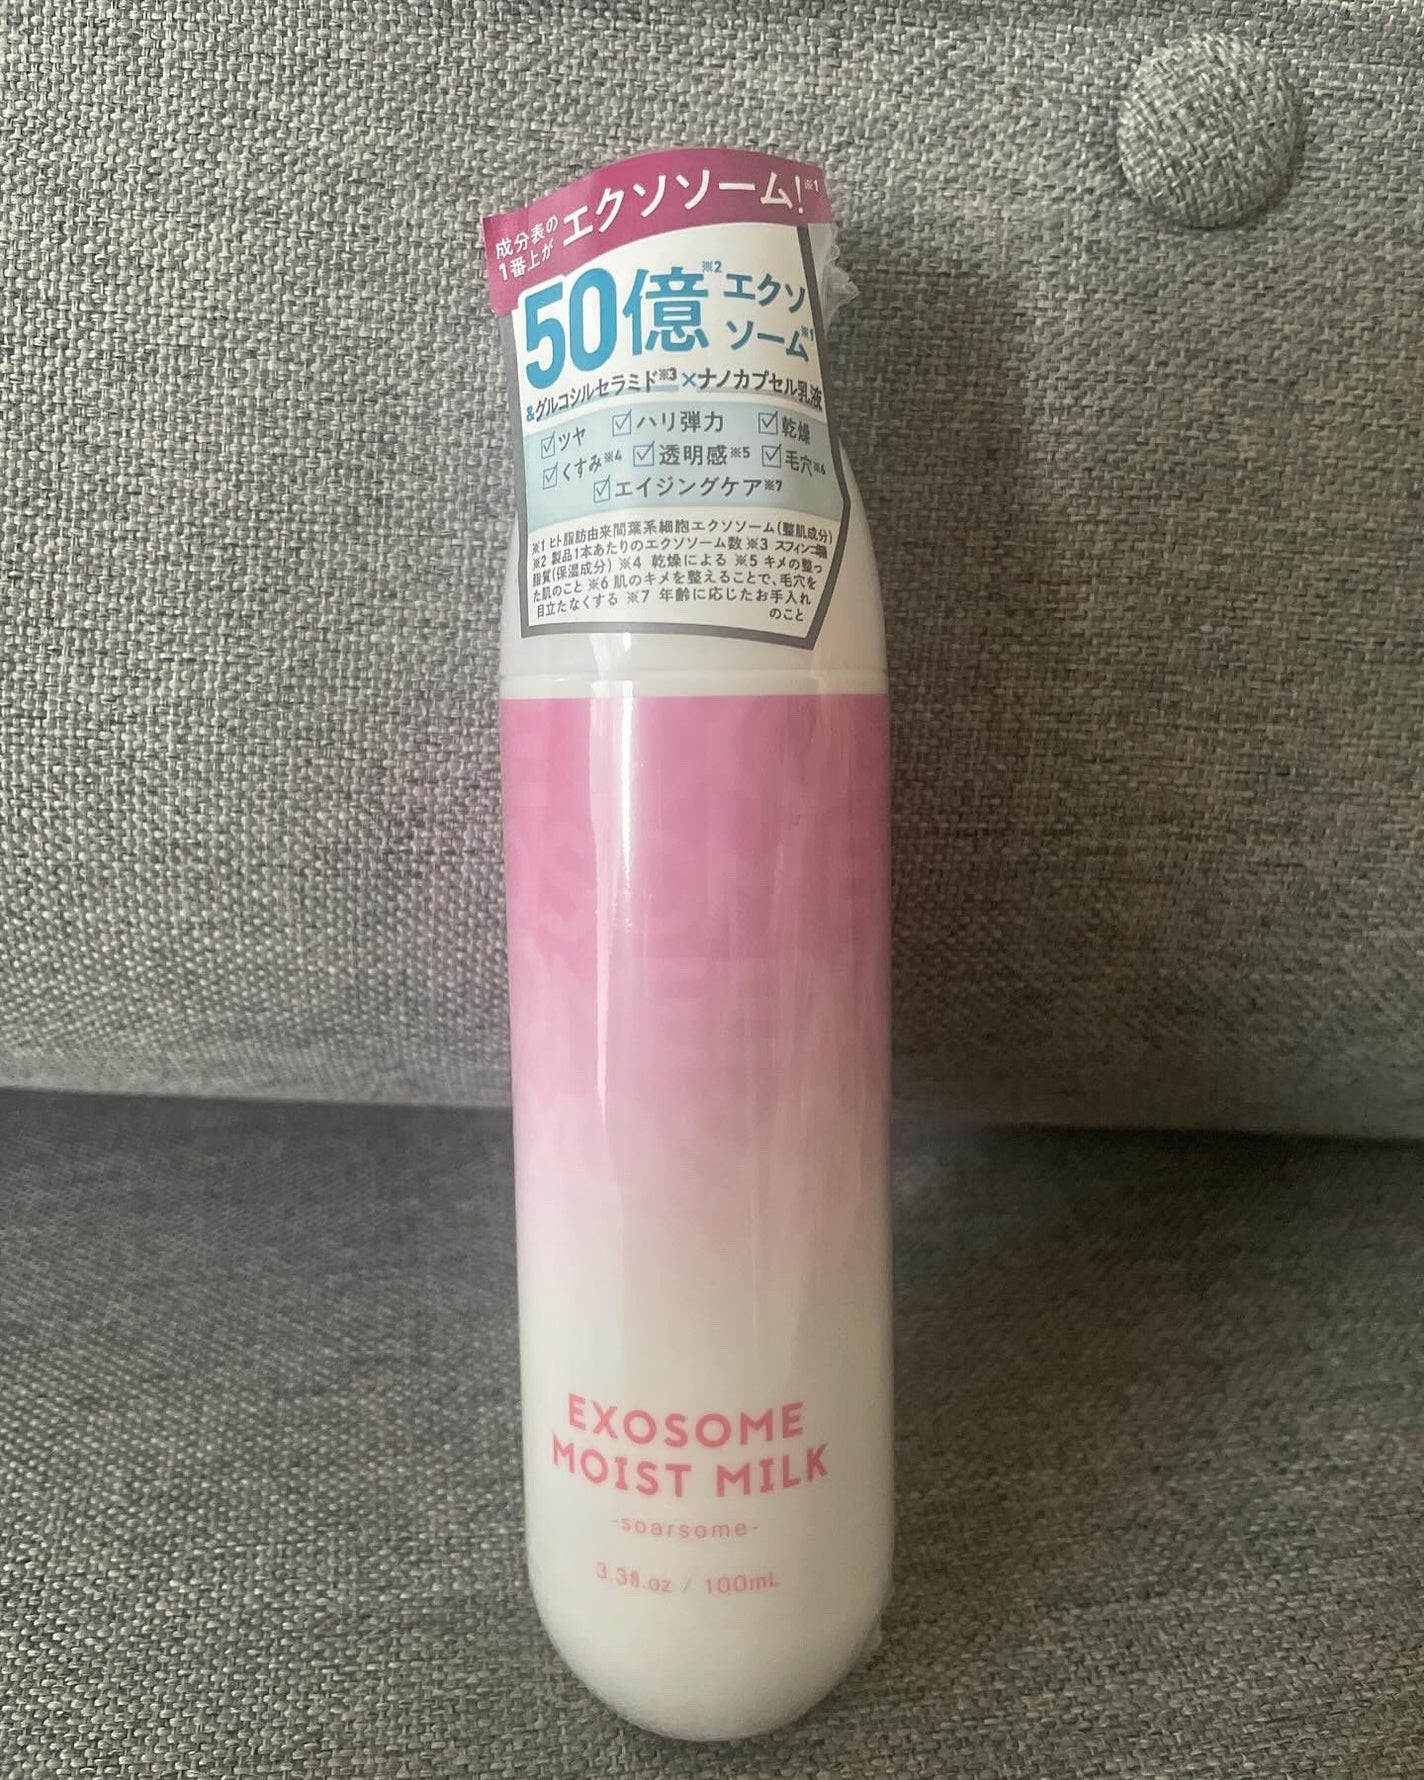 成分表の
1番上が エクソソーム!※1
50億※2 エクソ
ソーム※1
&グルコシルセラミド※3×ナノカプセル乳液
☑ツヤ ☑ハリ弾力 ☑乾燥
☑くすみ※4 ☑透明感※5 ☑毛穴※6
☑エイジングケア※7
※1 ヒト脂肪由来間葉系細胞エクソソーム(整肌成分)
※2 製品1本あたりのエクソソーム数 ※3 スフィンゴ糖
脂質(保湿成分) ※4 乾燥による ※5 キメの整っ
た肌のこと ※6 肌のキメを整えることで、毛穴を
目立たなくする ※7 年齢に応じたお手入れ
のこと
EXOSOME
MOIST MILK
-soarsome-
3.3fl.oz / 100mL